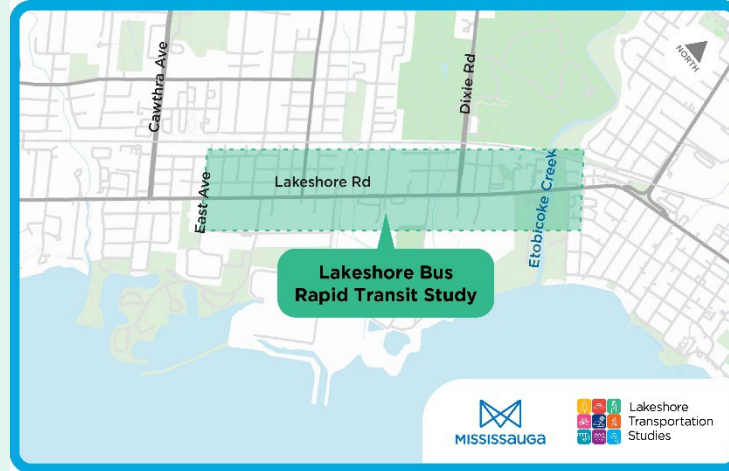 Cawthra Ave
Dixie Rd
NORTH
East Ave
Lakeshore Rd
Etobicoke Creek
Lakeshore Bus
Rapid Transit Study
MISSISSAUGA
Lakeshore
Transportation
Studies